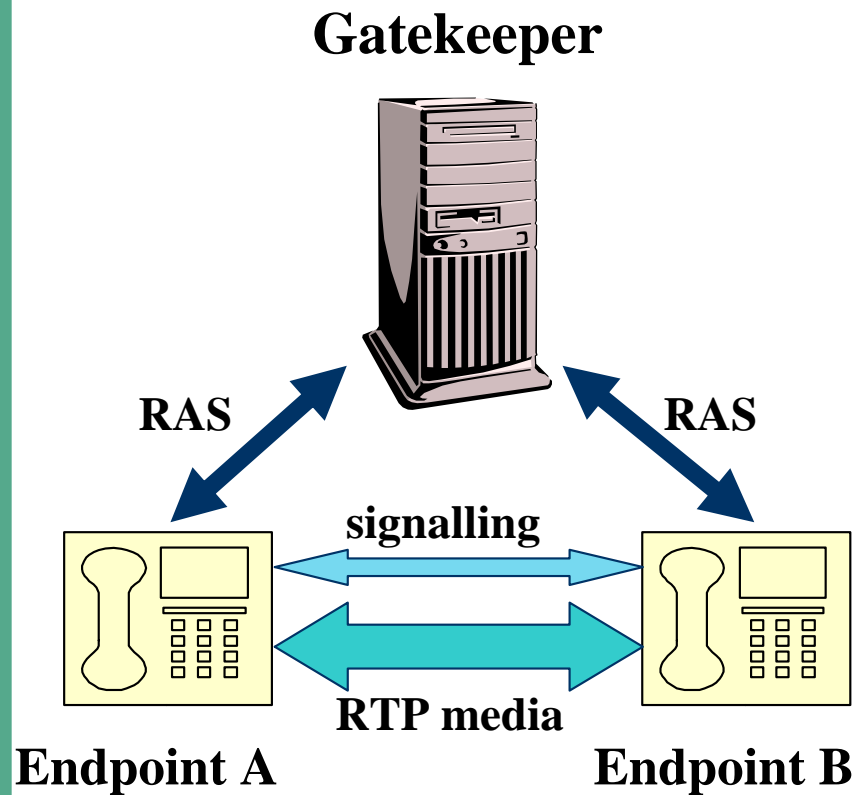 Gatekeeper
RAS
RAS
signalling
RTP media
Endpoint A
Endpoint B